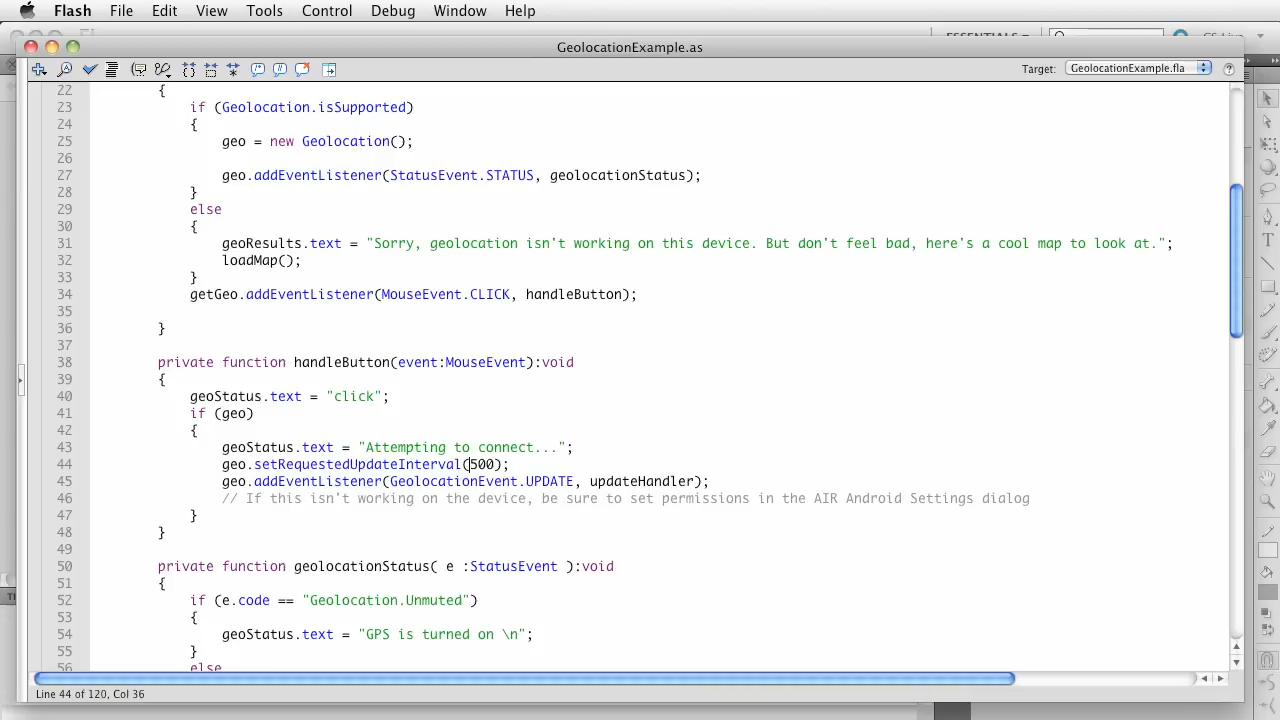 Flash File Edit View Tools Control Debug Window Help
GeolocationExample.as
Target: GeolocationExample.fla
22 {
23 if (Geolocation.isSupported)
24 {
25 geo = new Geolocation();
26
27 geo.addEventListener(StatusEvent.STATUS, geolocationStatus);
28 }
29 else
30 {
31 geoResults.text = "Sorry, geolocation isn't working on this device. But don't feel bad, here's a cool map to look at.";
32 loadMap();
33 }
34 getGeo.addEventListener(MouseEvent.CLICK, handleButton);
35
36 }
37
38 private function handleButton(event:MouseEvent):void
39 {
40 geoStatus.text = "click";
41 if (geo)
42 {
43 geoStatus.text = "Attempting to connect...";
44 geo.setRequestedUpdateInterval(500);
45 geo.addEventListener(GeolocationEvent.UPDATE, updateHandler);
46 // If this isn't working on the device, be sure to set permissions in the AIR Android Settings dialog
47 }
48 }
49
50 private function geolocationStatus( e :StatusEvent ):void
51 {
52 if (e.code == "Geolocation.Unmuted")
53 {
54 geoStatus.text = "GPS is turned on \n";
55 }
56 else
Line 44 of 120, Col 36